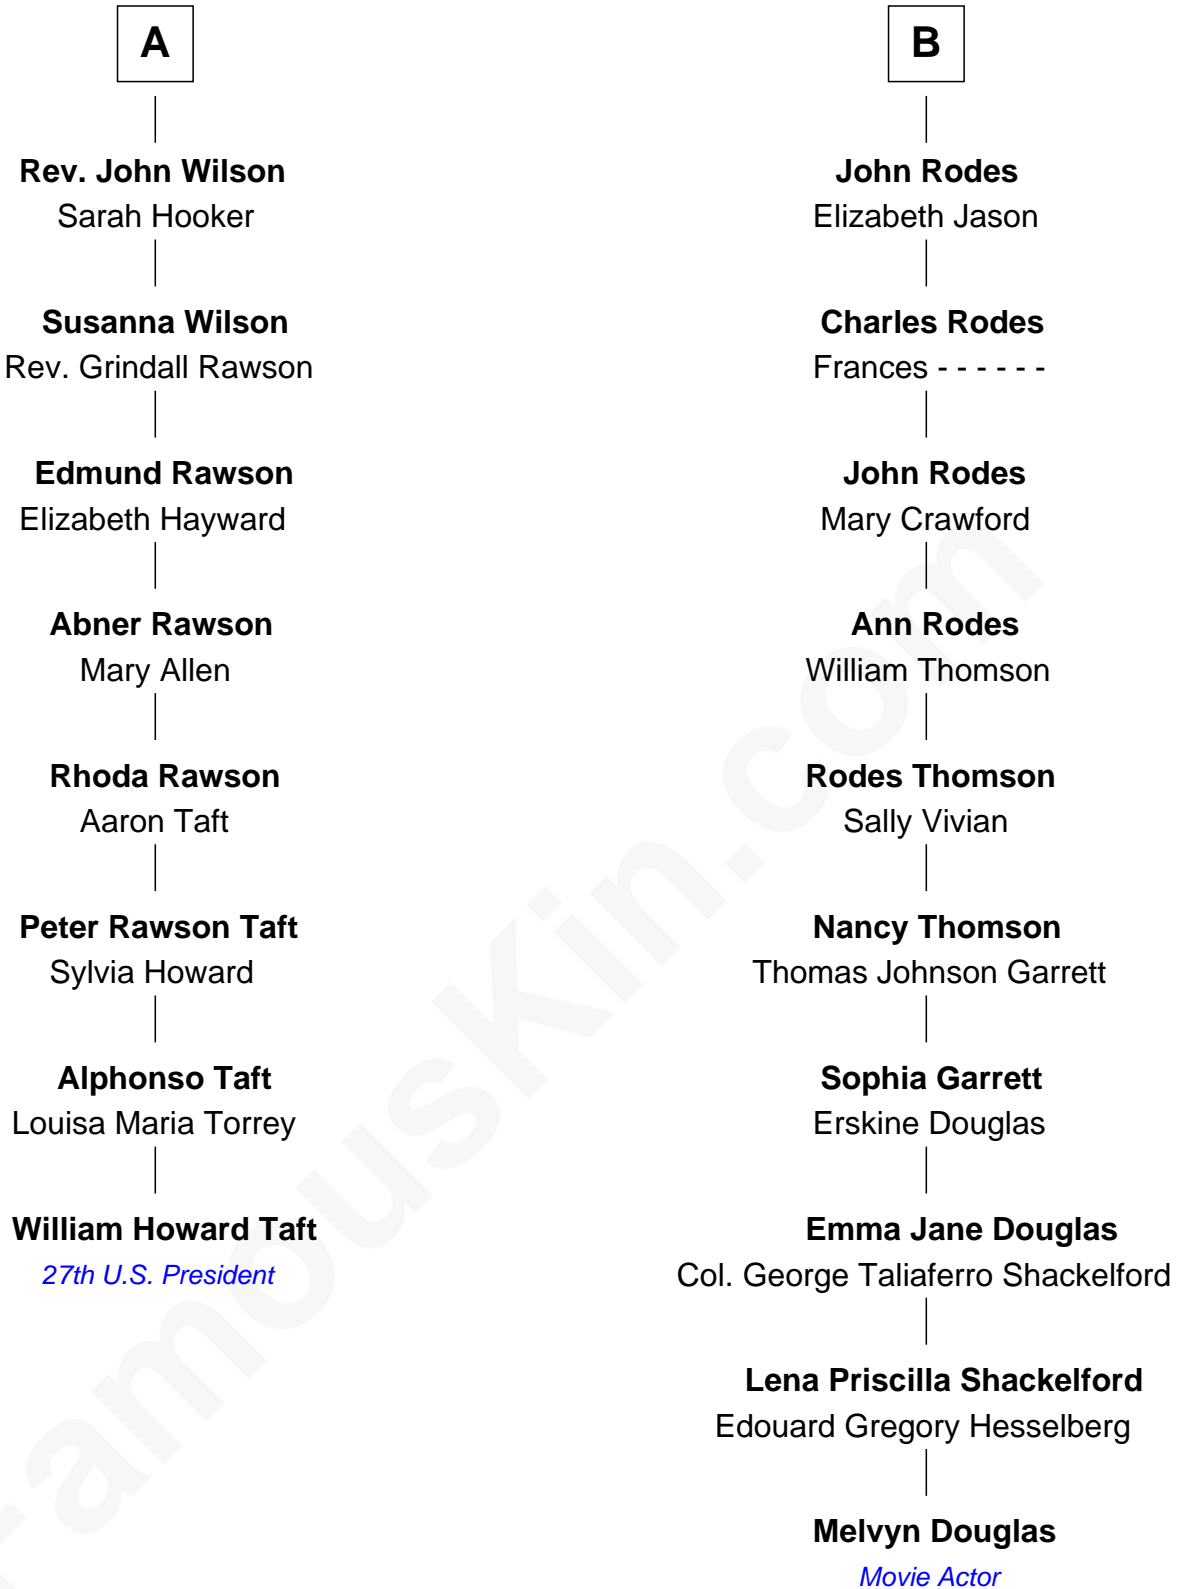 A
Rev. John Wilson
Sarah Hooker
Susanna Wilson
Rev. Grindall Rawson
Edmund Rawson
Elizabeth Hayward
Abner Rawson
Mary Allen
Rhoda Rawson
Aaron Taft
Peter Rawson Taft
Sylvia Howard
Alphonso Taft
Louisa Maria Torrey
William Howard Taft
27th U.S. President
B
John Rodes
Elizabeth Jason
Charles Rodes
Frances - - - - - -
John Rodes
Mary Crawford
Ann Rodes
William Thomson
Rodes Thomson
Sally Vivian
Nancy Thomson
Thomas Johnson Garrett
Sophia Garrett
Erskine Douglas
Emma Jane Douglas
Col. George Taliaferro Shackelford
Lena Priscilla Shackelford
Edouard Gregory Hesselberg
Melvyn Douglas
Movie Actor
FamousKin.com